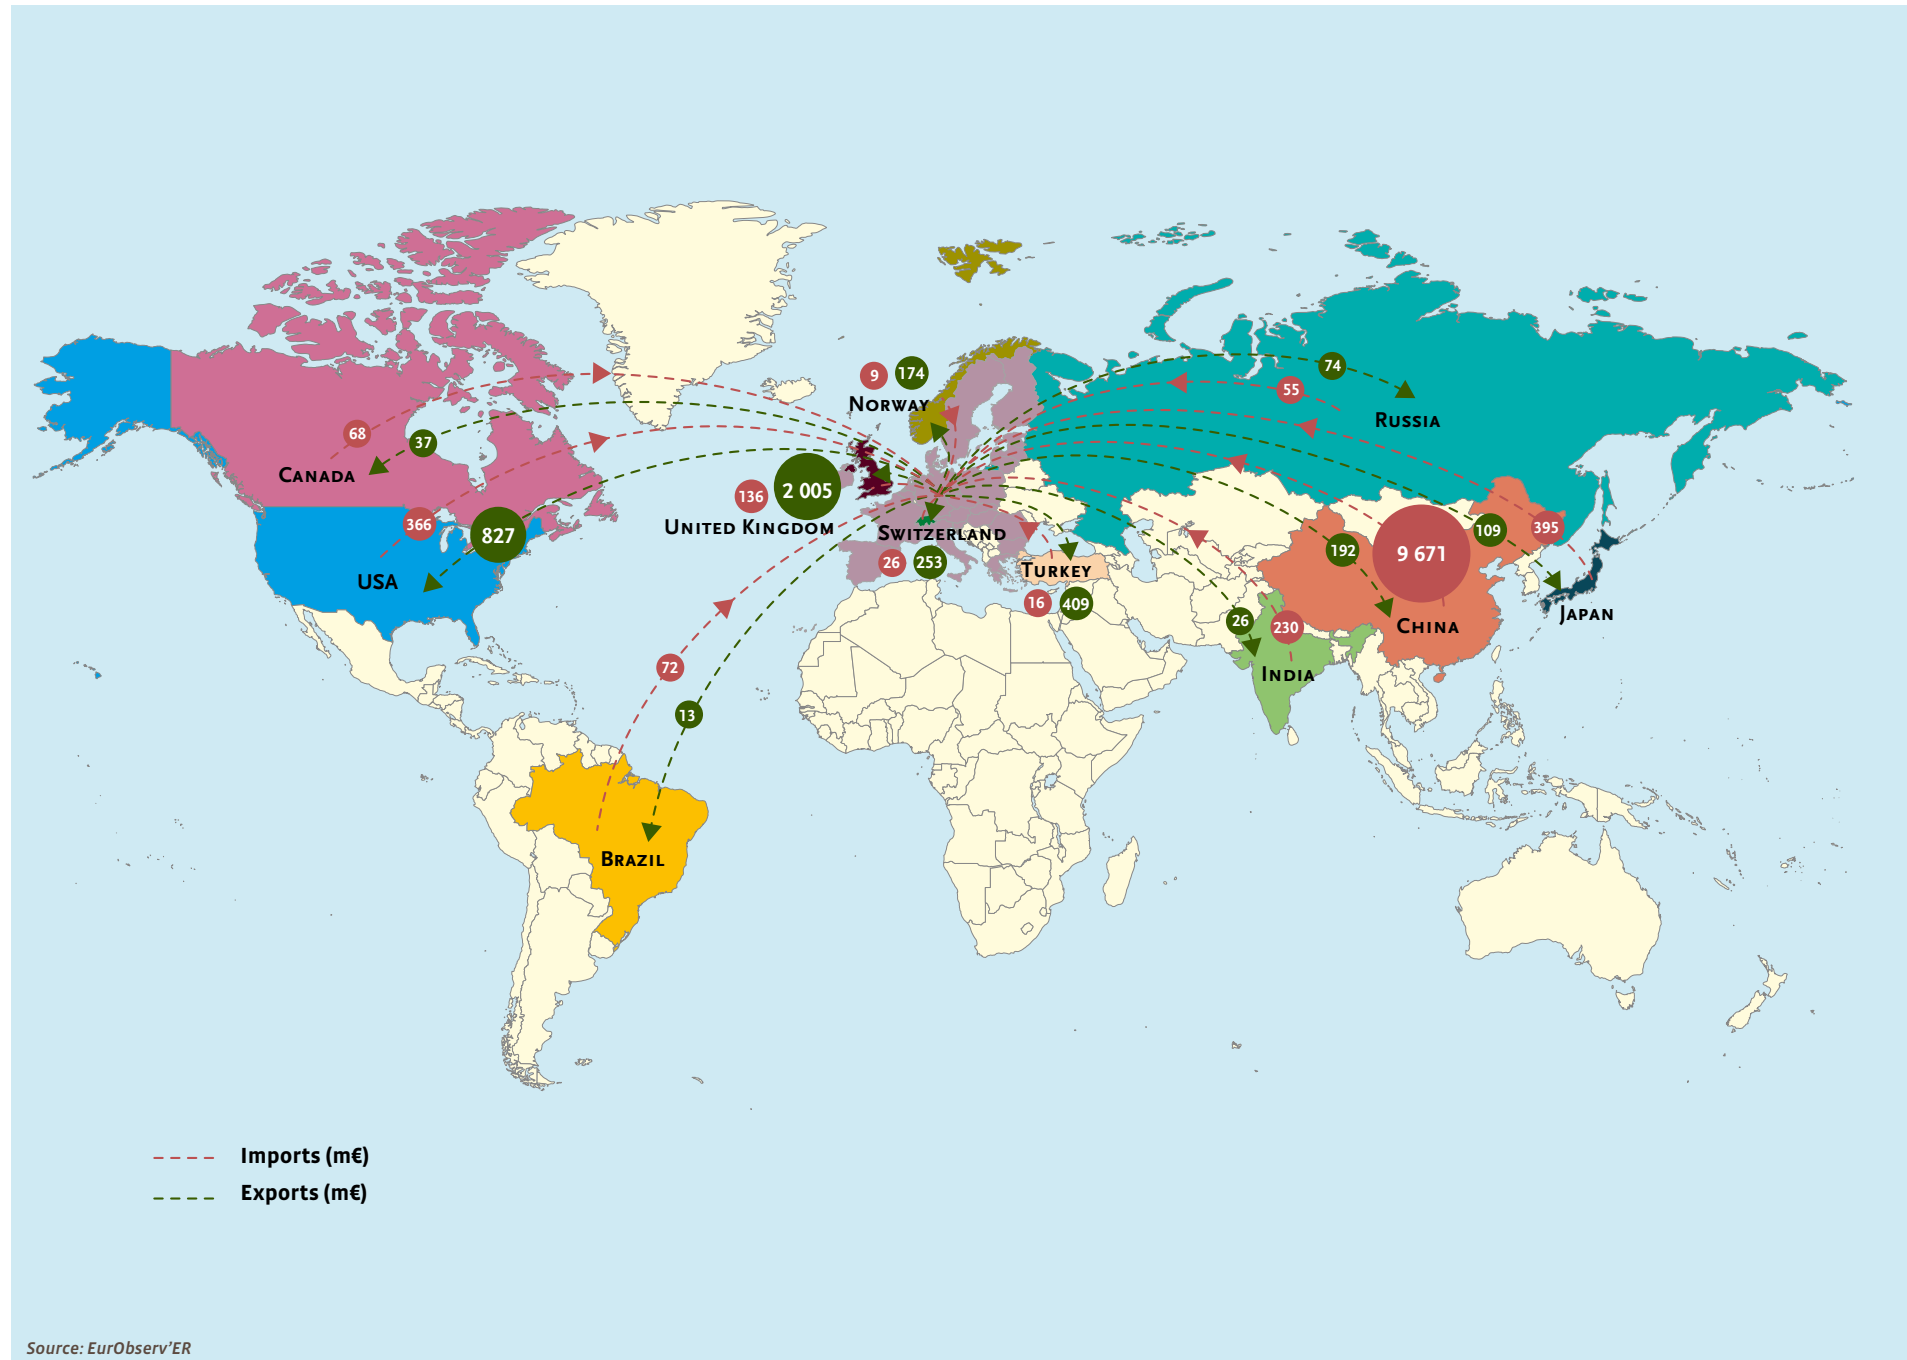 9 174
NORWAY
74
55
RUSSIA
68
37
CANADA
366
827
USA
136
2 005
UNITED KINGDOM
SWITZERLAND
26 253
TURKEY
16 409
192
9 671
109
395
JAPAN
CHINA
26
230
INDIA
72
13
BRAZIL
Imports (m€)
Exports (m€)
Source: EurObserv'ER